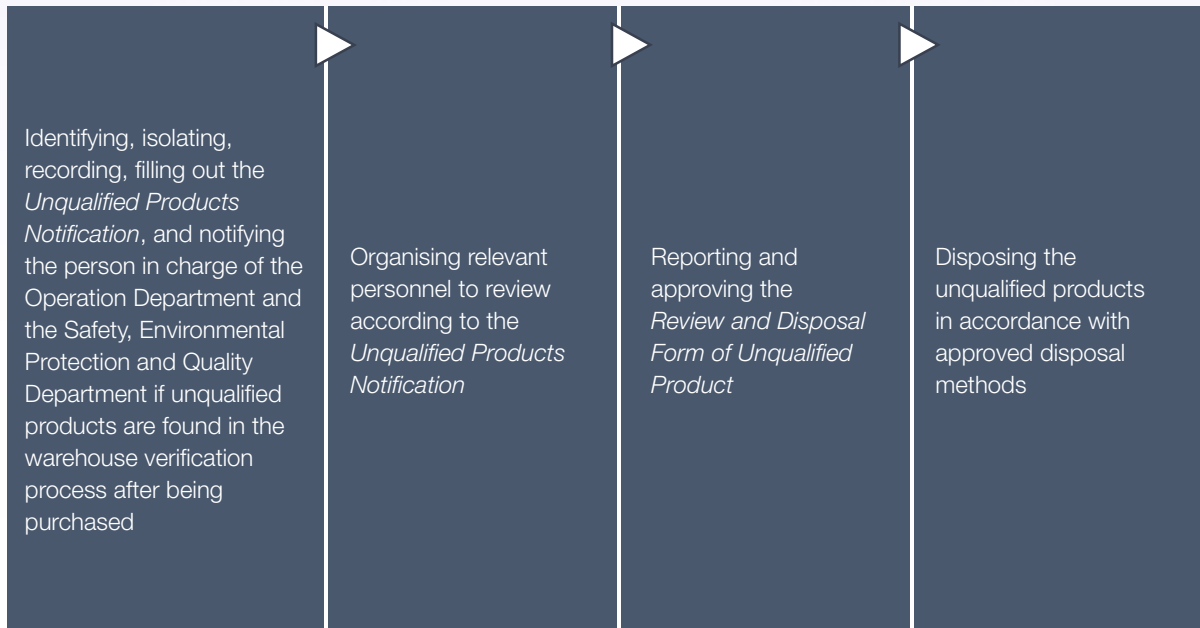 Identifying, isolating,
recording, filling out the
Unqualified Products
Notification, and notifying
the person in charge of the
Operation Department and
the Safety, Environmental
Protection and Quality
Department if unqualified
products are found in the
warehouse verification
process after being
purchased
Organising relevant
personnel to review
according to the
Unqualified Products
Notification
Reporting and
approving the
Review and Disposal
Form of Unqualified
Product
Disposing the
unqualified products
in accordance with
approved disposal
methods